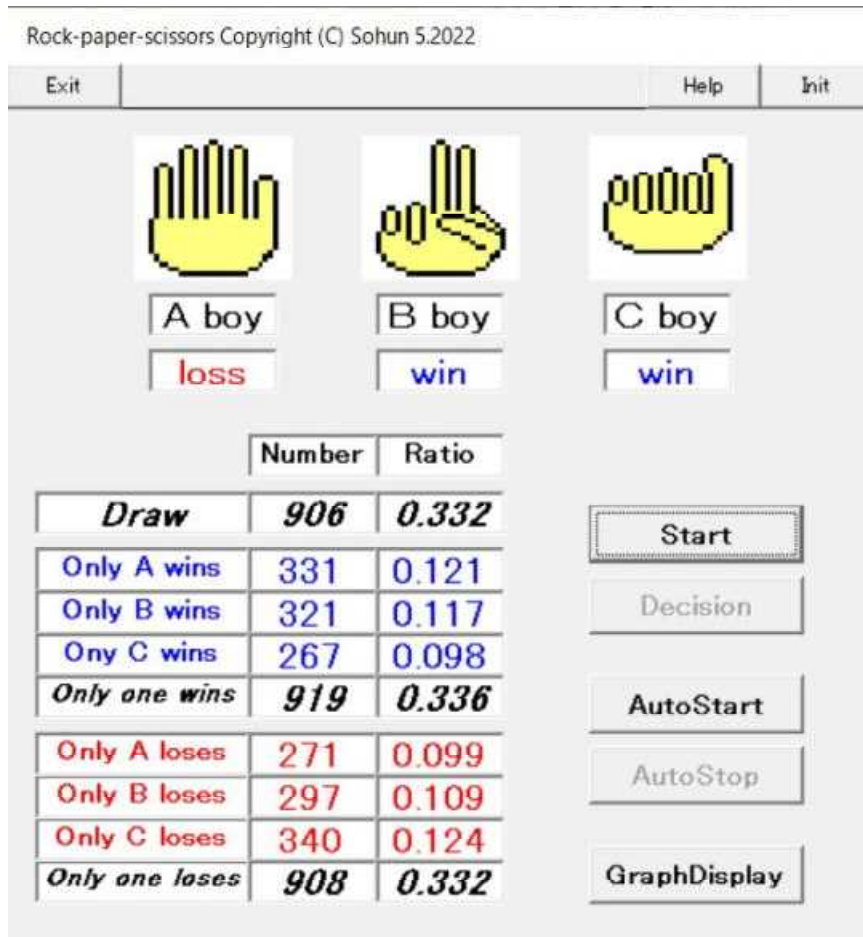 Rock-paper-scissors Copyright (C) Sohun 5.2022
Exit Help Init
A boy B boy C boy
loss win win
Number Ratio
Draw 906 0.332
Start
Only A wins 331 0.121
Only B wins 321 0.117
Decision
Ony C wins 267 0.098
Only one wins 919 0.336
AutoStart
Only A loses 271 0.099
AutoStop
Only B loses 297 0.109
Only C loses 340 0.124
Only one loses 908 0.332
GraphDisplay